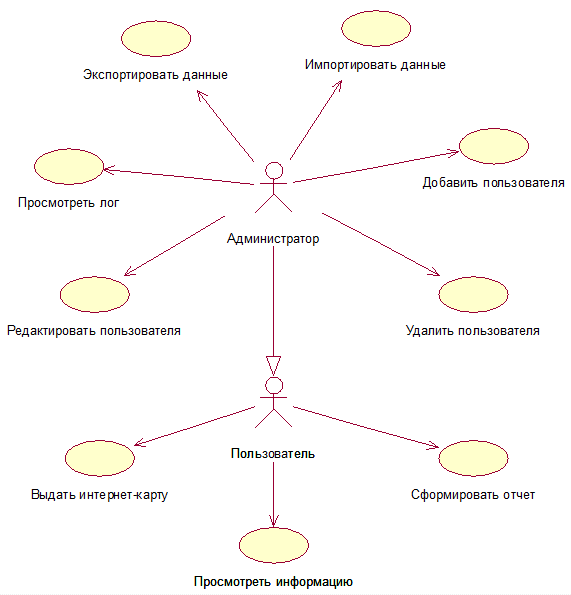 Импортировать данные
Экспортировать данные
Добавить пользователя
Просмотреть лог
Администратор
Редактировать пользователя
Удалить пользователя
Пользователь
Выдать интернет-карту
Сформировать отчет
Просмотреть информацию